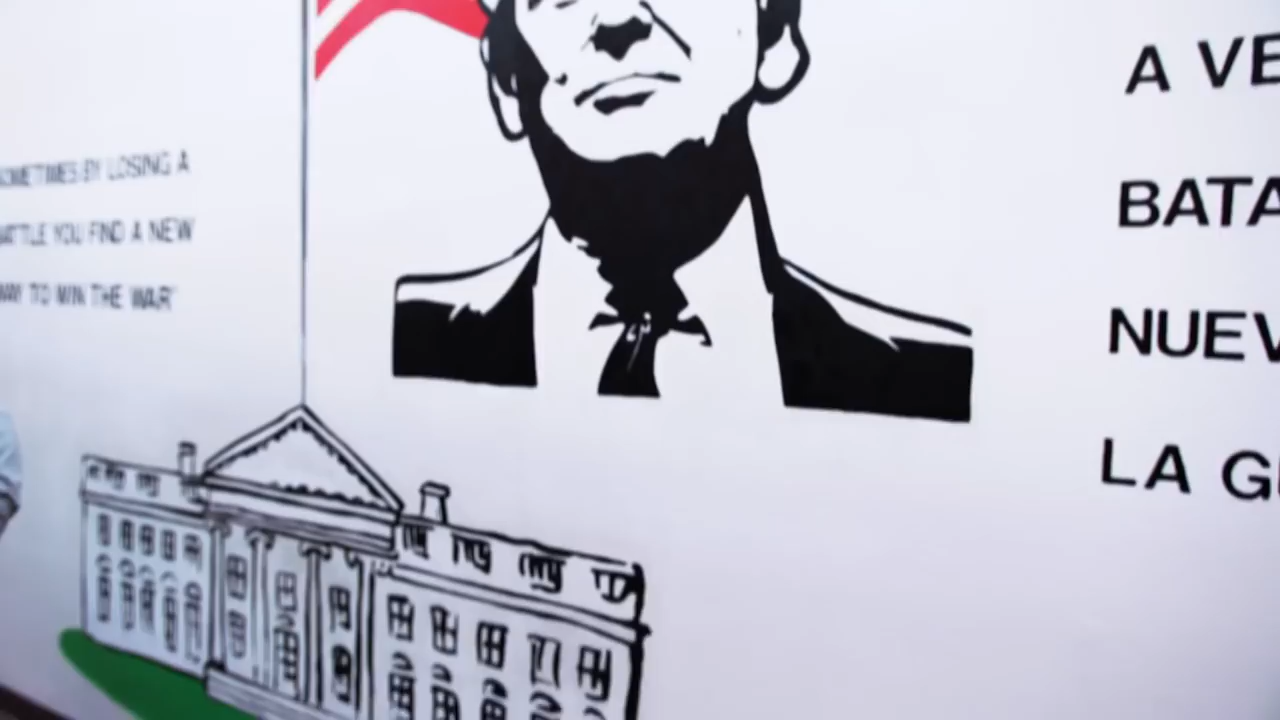 SOMETIMES BY LOSING A
BATTLE YOU FIND A NEW
WAY TO WIN THE WAR"
A VE
BATA
NUEV
LA G